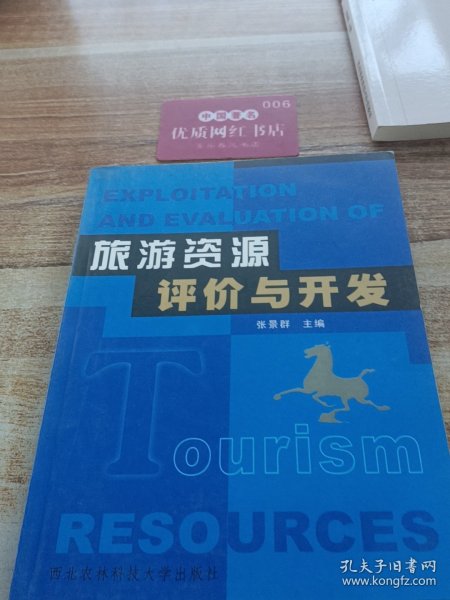 006
中国著名
优质网红书店
EXPLOITATION
AND EVALUATION OF
旅游资源
评价与开发
张景群 主编
Tourism
RESOURCES
西北农林科技大学出版社
孔夫子旧书网
www.kongfz.com